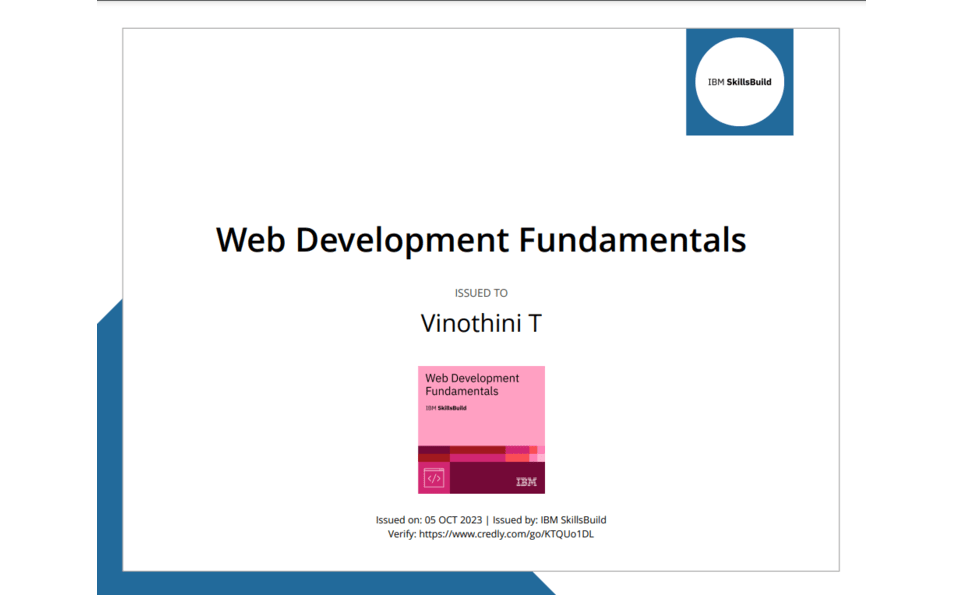 IBM SkillsBuild
Web Development Fundamentals
ISSUED TO
Vinothini T
Web Development
Fundamentals
IBM SkillsBuild
</>
IBM
Issued on: 05 OCT 2023 | Issued by: IBM SkillsBuild
Verify: https://www.credly.com/go/KTQUo1DL